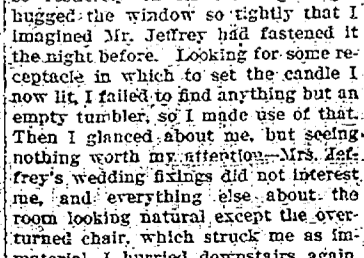 hugged the window so tightly that I
imagined Mr. Jeffrey had fastened it
the night before. Looking for some re-
ceptacle in which to set the candle I
now lit, I failed to find anything but an
empty tumbler, so I made use of that.
Then I glanced about me, but seeing
nothing worth my attention—Mrs. Jef-
frey's wedding fixings did not interest
me, and everything else about the
room looking natural except the over-
turned chair, which struck me as im-
material, I hurried downstairs again,